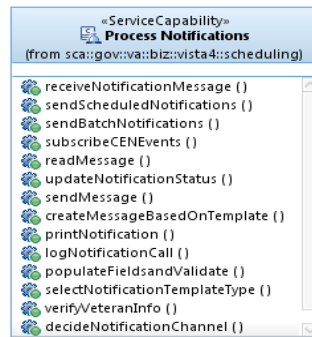 «ServiceCapability»
Process Notifications
(from sca::gov::va::biz::vista4::scheduling)
receiveNotificationMessage ()
sendScheduledNotifications ()
sendBatchNotifications ()
subscribeCENEvents ()
readMessage ()
updateNotificationStatus ()
sendMessage ()
createMessageBasedOnTemplate ()
printNotification ()
logNotificationCall ()
populateFieldsandValidate ()
selectNotificationTemplateType ()
verifyVeteranInfo ()
decideNotificationChannel ()